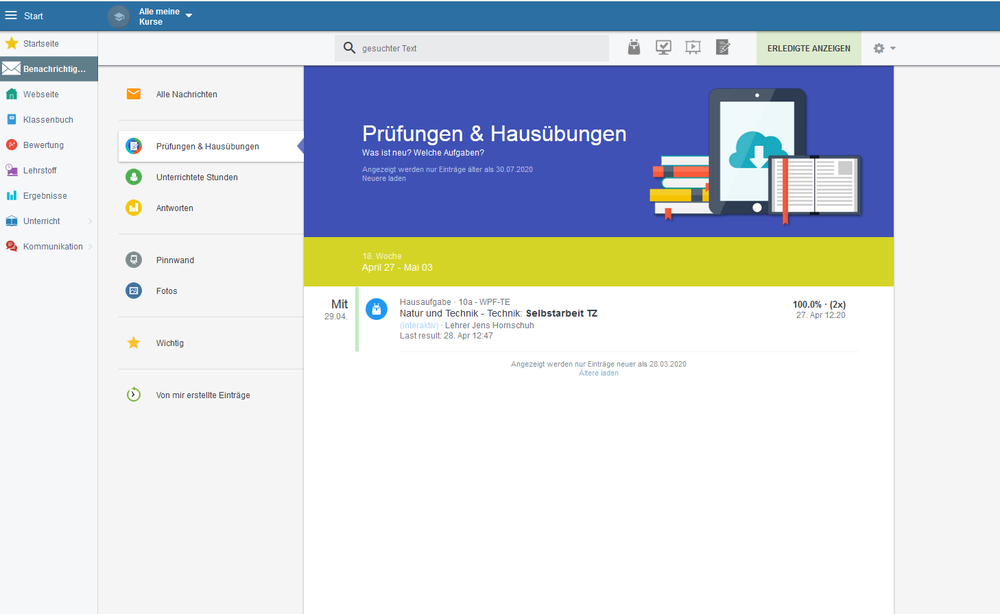 Start
Alle meine
Kurse
Startseite
Benachrichtig...
Webseite
Klassenbuch
Bewertung
Lehrstoff
Ergebnisse
Unterricht
Kommunikation
gesuchter Text
ERLEDIGTE ANZEIGEN
Alle Nachrichten
Prüfungen & Hausübungen
Unterrichtete Stunden
Antworten
Pinnwand
Fotos
Wichtig
Von mir erstellte Einträge
Prüfungen & Hausübungen
Was ist neu? Welche Aufgaben?
Angezeigt werden nur Einträge älter als 30.07.2020
Neuere laden
18. Woche
April 27 - Mai 03
Mit
29.04.
Hausaufgabe · 10a - WPF-TE
Natur und Technik - Technik: Selbstarbeit TZ
(interaktiv) · Lehrer Jens Hornschuh
Last result: 28. Apr 12:47
100.0% · (2x)
27. Apr 12:20
Angezeigt werden nur Einträge neuer als 28.03.2020
Ältere laden